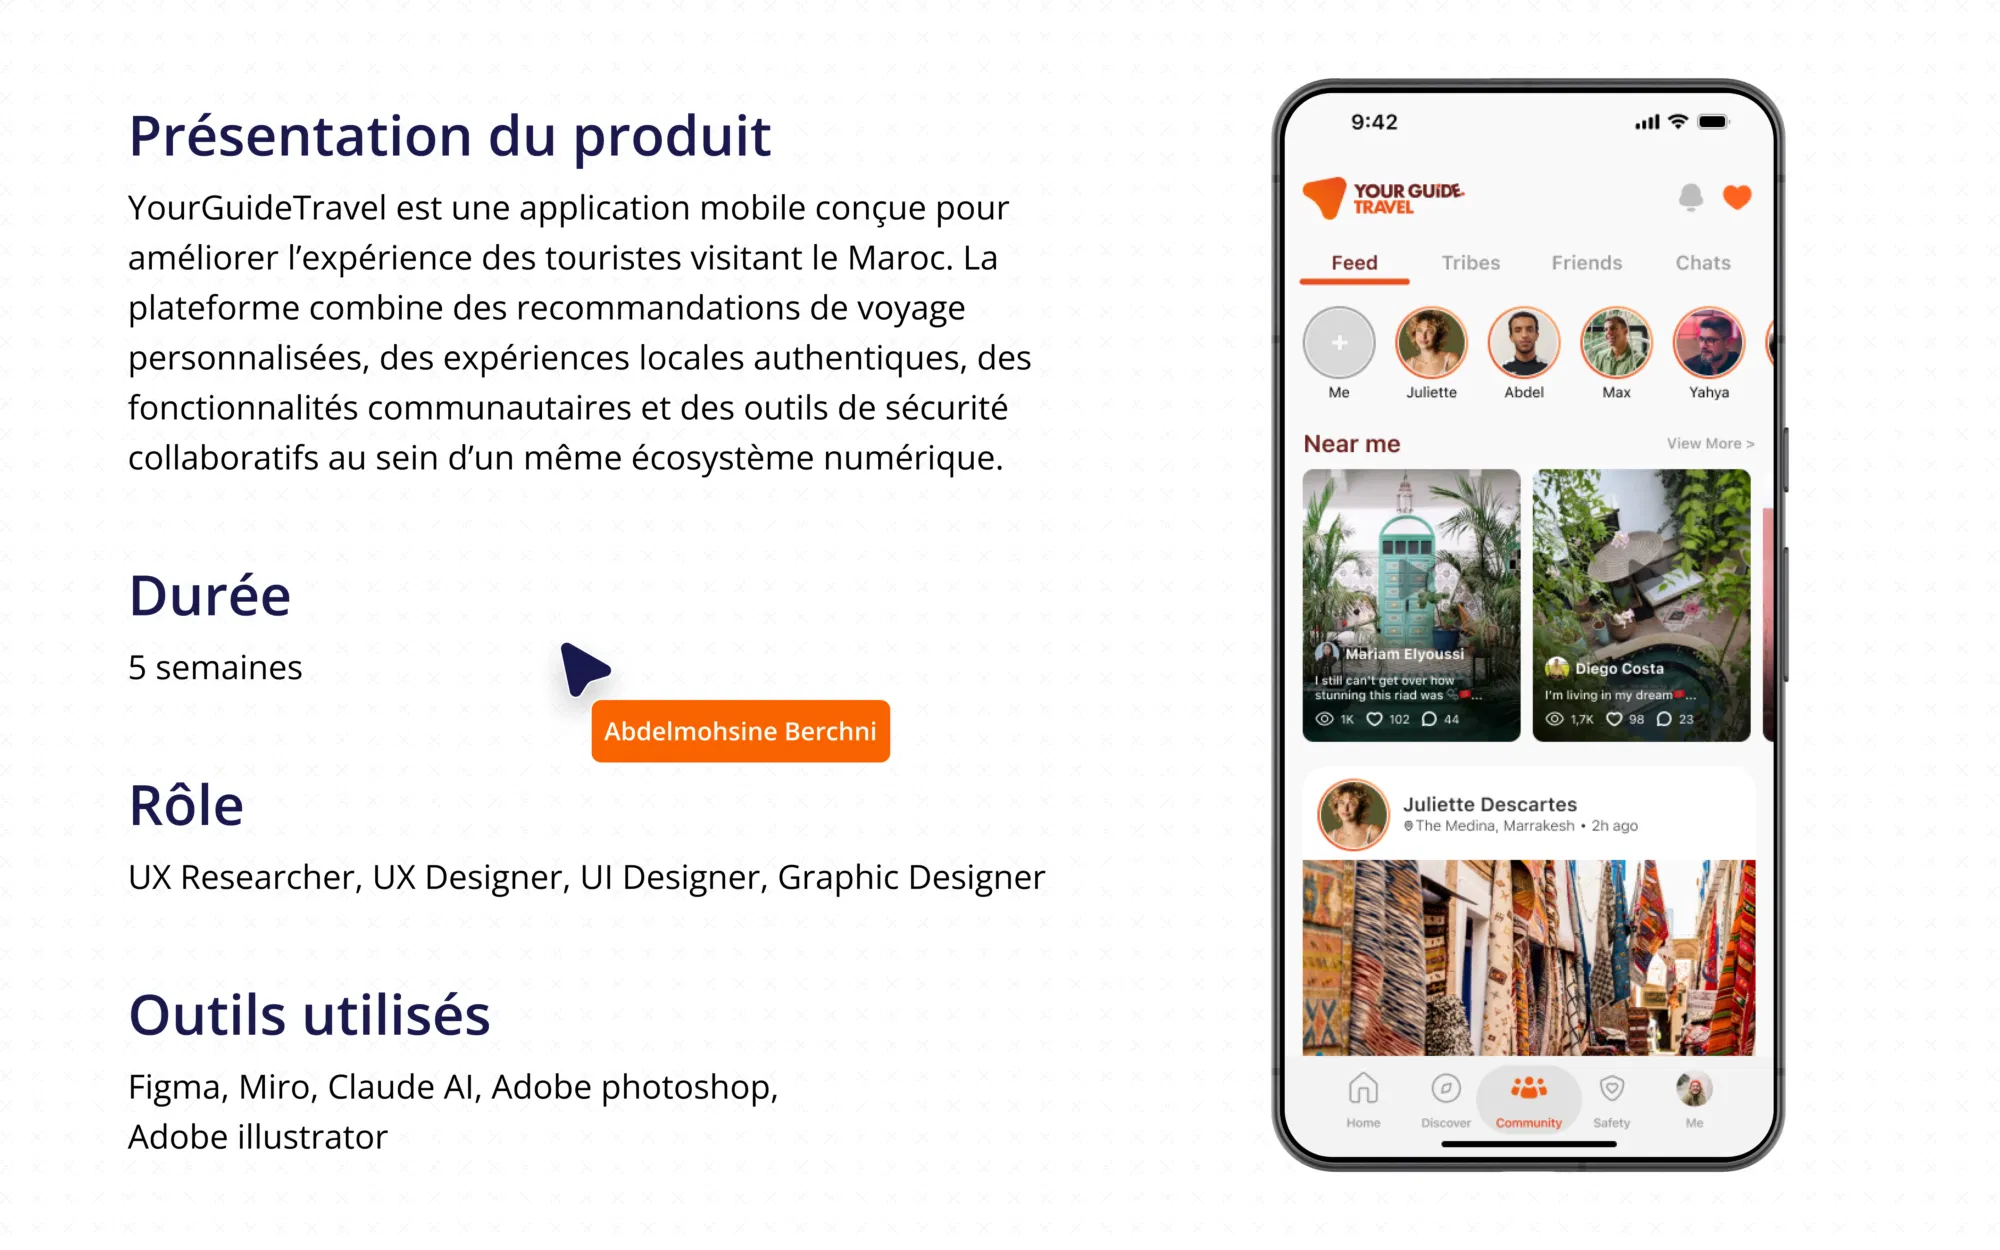 Présentation du produit
YourGuideTravel est une application mobile conçue pour
améliorer l’expérience des touristes visitant le Maroc. La
plateforme combine des recommandations de voyage
personnalisées, des expériences locales authentiques, des
fonctionnalités communautaires et des outils de sécurité
collaboratifs au sein d’un même écosystème numérique.
Durée
5 semaines
Abdelmohsine Berchni
Rôle
UX Researcher, UX Designer, UI Designer, Graphic Designer
Outils utilisés
Figma, Miro, Claude AI, Adobe photoshop,
Adobe illustrator
9:42
YOUR GUIDE
TRAVEL
Feed Tribes Friends Chats
Me Juliette Abdel Max Yahya
Near me View More >
Mariam Elyoussi
I still can't get over how
stunning this riad was ...
1K 102 44
Diego Costa
I'm living in my dream ...
1,7K 98 23
Juliette Descartes
The Medina, Marrakesh • 2h ago
Home Discover Community Safety Me